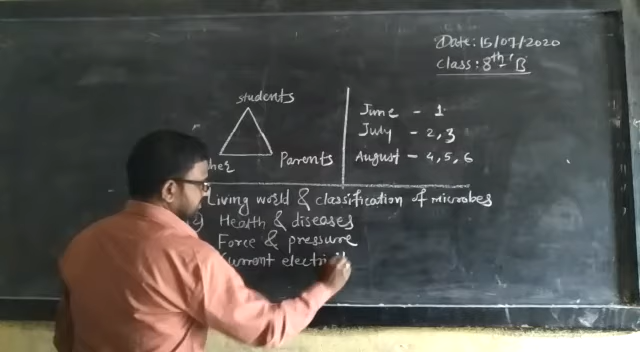 Date: 15/07/2020
Class: 8th 'B'
students
Parents
June - 1
July - 2, 3
August - 4, 5, 6
Living world & classification of microbes
Health & diseases
Force & pressure
Current